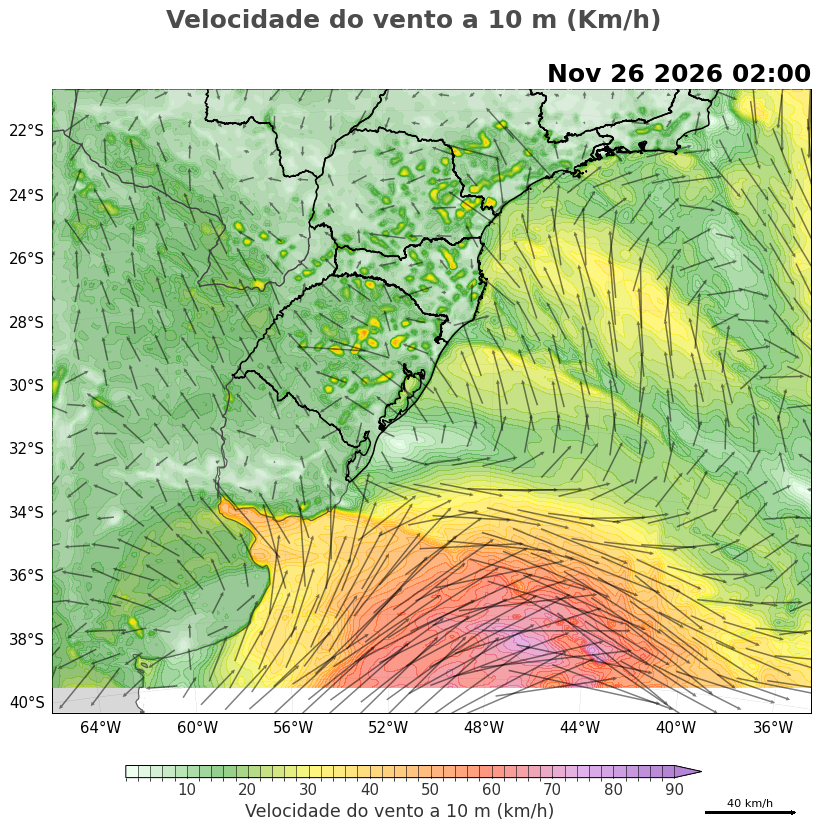 Velocidade do vento a 10 m (Km/h)
Nov 26 2026 02:00
22°S
24°S
26°S
28°S
30°S
32°S
34°S
36°S
38°S
40°S
64°W 60°W 56°W 52°W 48°W 44°W 40°W 36°W
10 20 30 40 50 60 70 80 90
Velocidade do vento a 10 m (km/h)
40 km/h